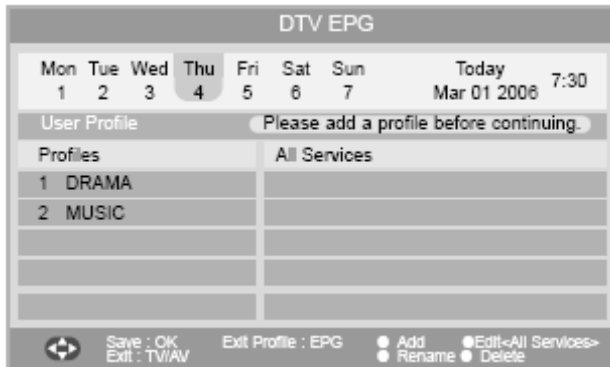 DTV EPG
Mon Tue Wed Thu Fri Sat Sun Today
1 2 3 4 5 6 7 Mar 01 2006 7:30
User Profile Please add a profile before continuing.
Profiles All Services
1 DRAMA
2 MUSIC
Save : OK Exit Profile : EPG Add Edit<All Services>
Exit : TV/AV Rename Delete